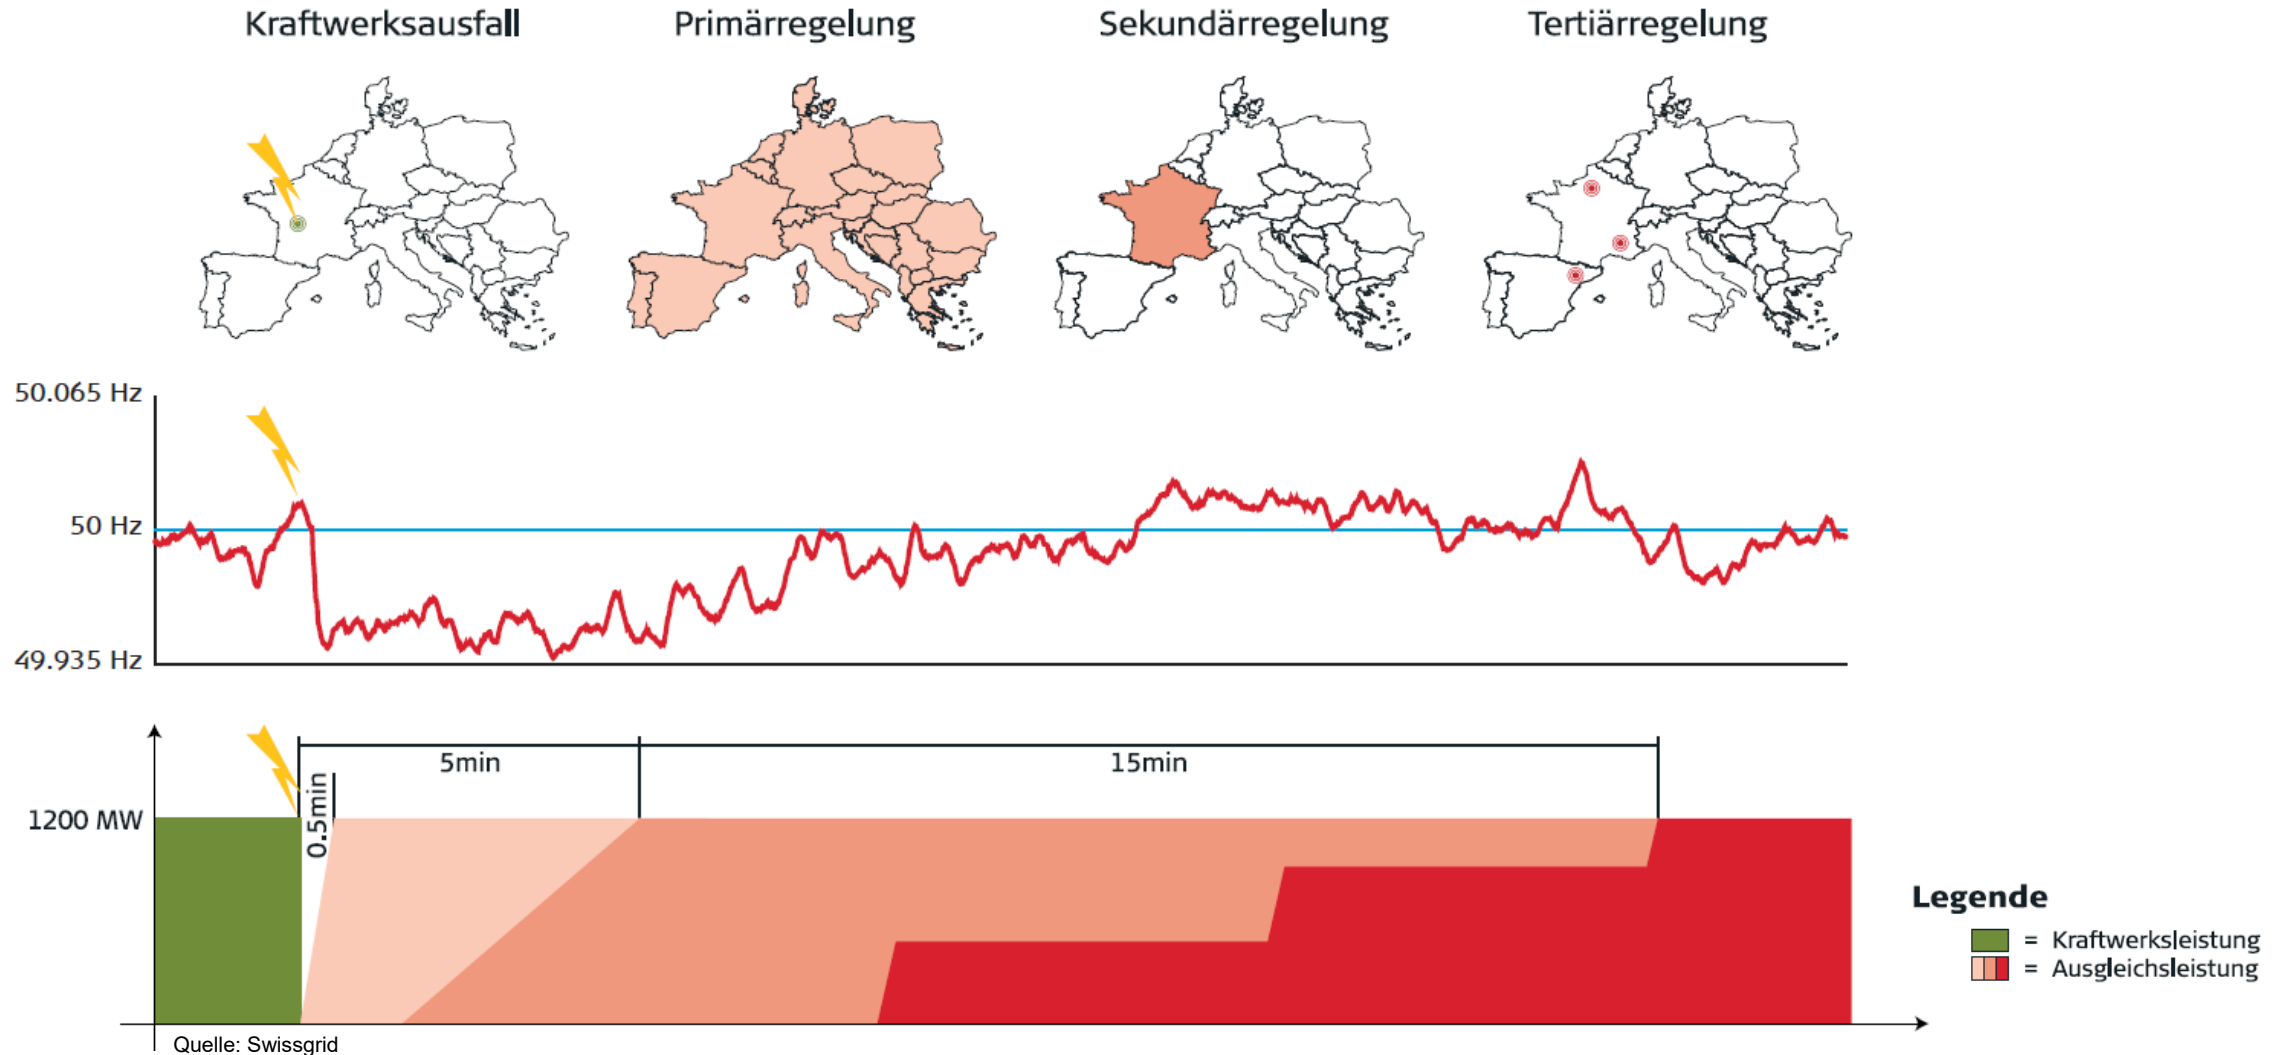 Kraftwerksausfall
Primärregelung
Sekundärregelung
Tertiärregelung
50.065 Hz
50 Hz
49.935 Hz
5min
15min
0.5min
1200 MW
Legende
= Kraftwerksleistung
= Ausgleichsleistung
Quelle: Swissgrid